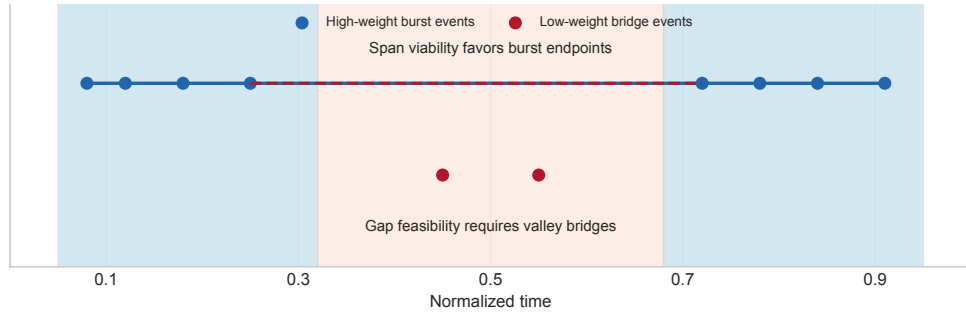 High-weight burst events
Low-weight bridge events
Span viability favors burst endpoints
Gap feasibility requires valley bridges
0.1
0.3
0.5
0.7
0.9
Normalized time